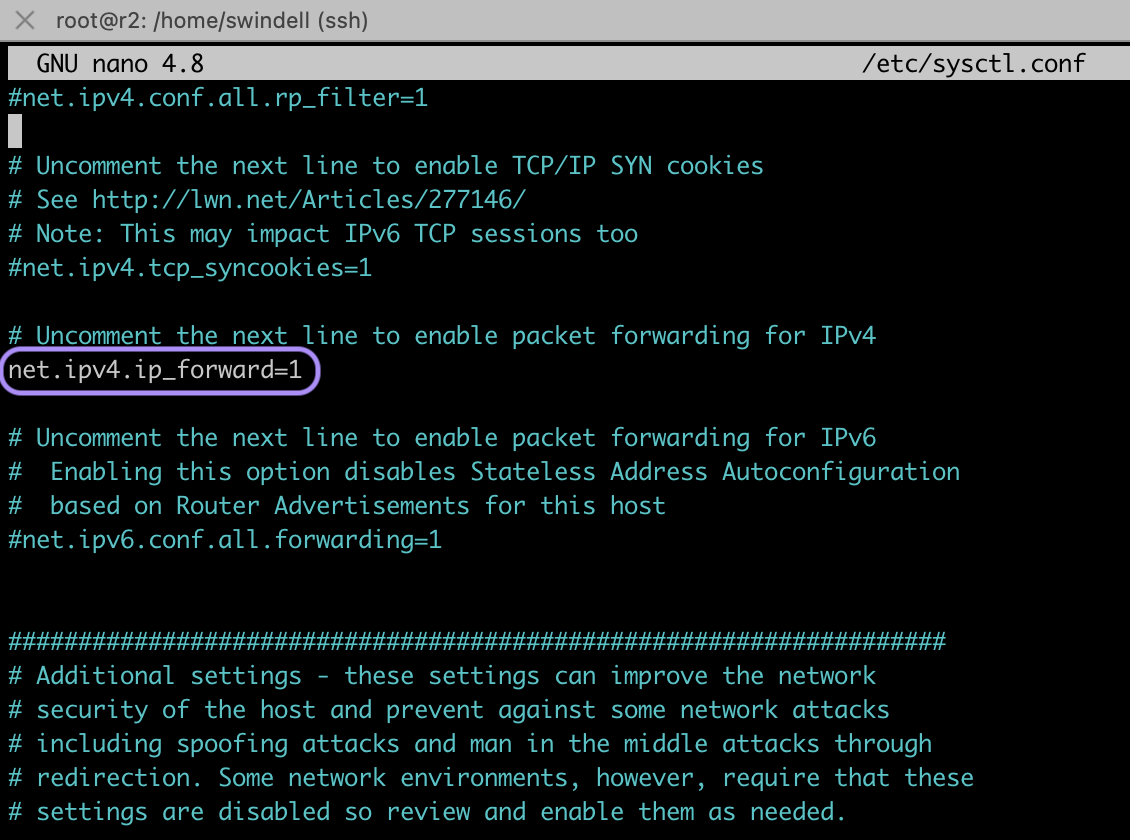 root@r2: /home/swindell (ssh)
GNU nano 4.8 /etc/sysctl.conf
#net.ipv4.conf.all.rp_filter=1
# Uncomment the next line to enable TCP/IP SYN cookies
# See http://lwn.net/Articles/277146/
# Note: This may impact IPv6 TCP sessions too
#net.ipv4.tcp_syncookies=1
# Uncomment the next line to enable packet forwarding for IPv4
net.ipv4.ip_forward=1
# Uncomment the next line to enable packet forwarding for IPv6
#  Enabling this option disables Stateless Address Autoconfiguration
#  based on Router Advertisements for this host
#net.ipv6.conf.all.forwarding=1
###################################################################
# Additional settings - these settings can improve the network
# security of the host and prevent against some network attacks
# including spoofing attacks and man in the middle attacks through
# redirection. Some network environments, however, require that these
# settings are disabled so review and enable them as needed.